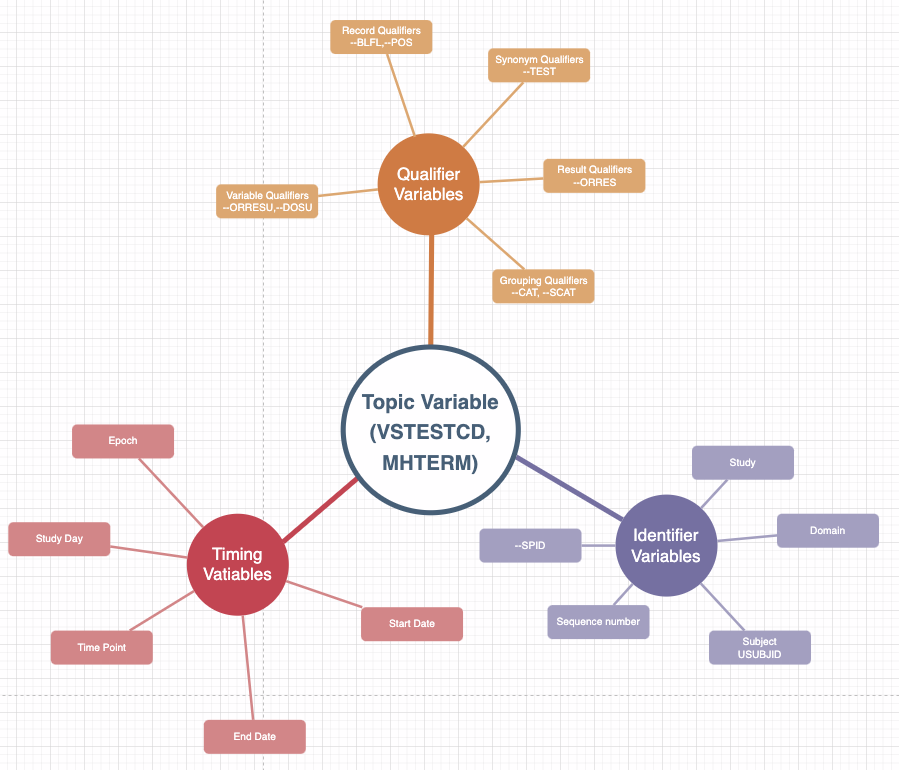 Record Qualifiers
--BLFL,--POS
Synonym Qualifiers
--TEST
Qualifier
Variables
Result Qualifiers
--ORRES
Variable Qualifiers
--ORRESU,--DOSU
Grouping Qualifiers
--CAT, --SCAT
Topic Variable
(VSTESTCD,
MHTERM)
Epoch
Study Day
Timing
Vatiables
Time Point
Start Date
End Date
Study
Identifier
Variables
Domain
--SPID
Sequence number
Subject
USUBJID